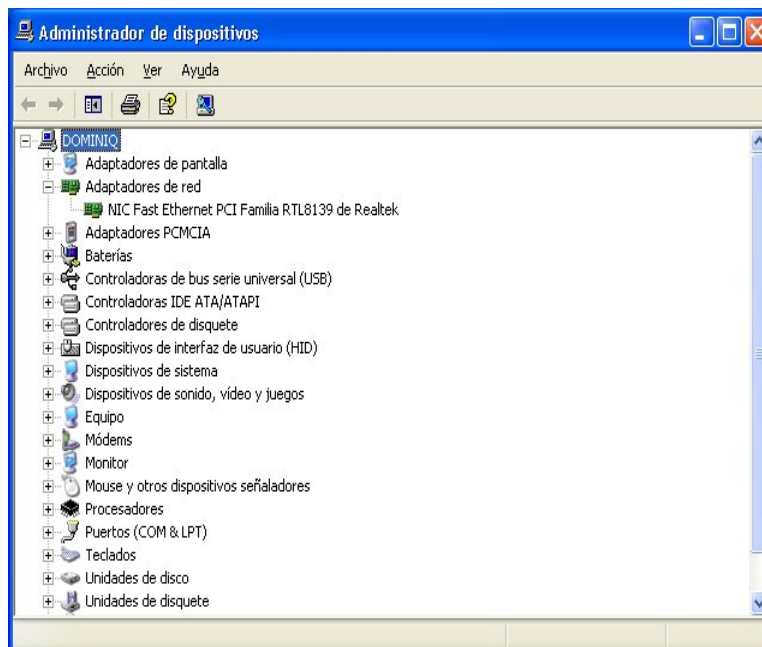 Administrador de dispositivos
Archivo Acción Ver Ayuda
DOMINIQ
Adaptadores de pantalla
Adaptadores de red
NIC Fast Ethernet PCI Familia RTL8139 de Realtek
Adaptadores PCMCIA
Baterías
Controladoras de bus serie universal (USB)
Controladoras IDE ATA/ATAPI
Controladores de disquete
Dispositivos de interfaz de usuario (HID)
Dispositivos de sistema
Dispositivos de sonido, vídeo y juegos
Equipo
Módems
Monitor
Mouse y otros dispositivos señaladores
Procesadores
Puertos (COM & LPT)
Teclados
Unidades de disco
Unidades de disquete